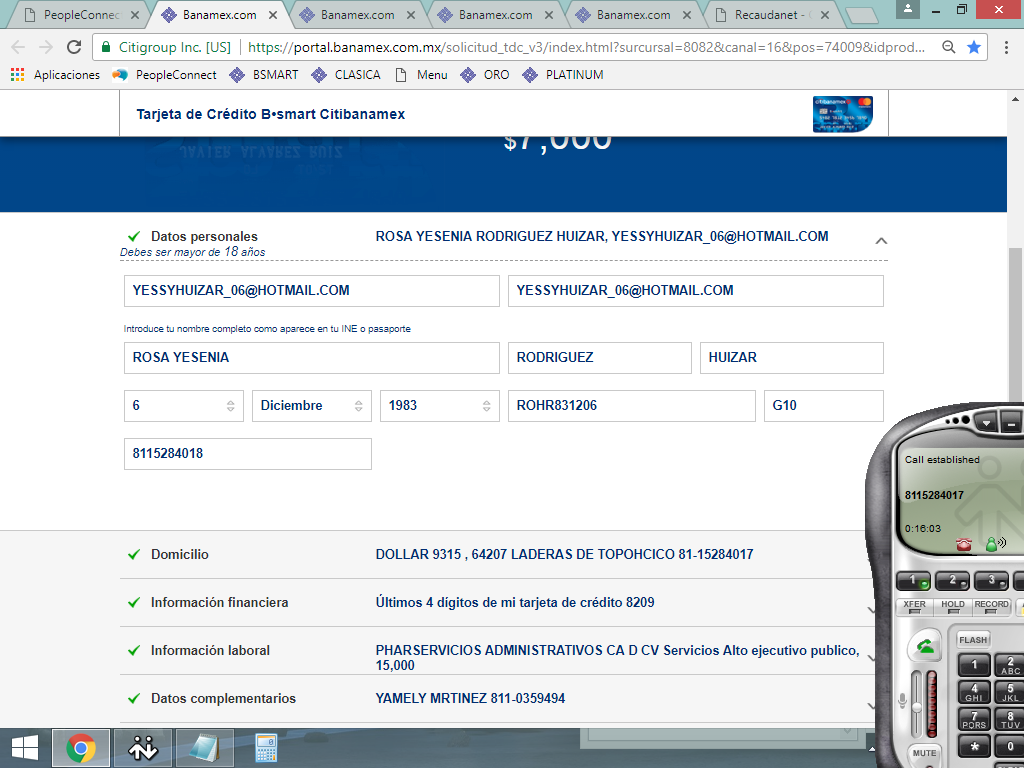 PeopleConnec
Banamex.com
Banamex.com
Banamex.com
Banamex.com
Recaudanet -
Citigroup Inc. [US]
https://portal.banamex.com.mx/solicitud_tdc_v3/index.html?sursursal=8082&canal=16&pos=74009&idprod...
Aplicaciones
PeopleConnect
BSMART
CLASICA
Menu
ORO
PLATINUM
Tarjeta de Crédito B•smart Citibanamex
JAVIER ALVAREZ RUIZ
$7,000
Datos personales
ROSA YESENIA RODRIGUEZ HUIZAR, YESSYHUIZAR_06@HOTMAIL.COM
Debes ser mayor de 18 años
YESSYHUIZAR_06@HOTMAIL.COM
YESSYHUIZAR_06@HOTMAIL.COM
Introduce tu nombre completo como aparece en tu INE o pasaporte
ROSA YESENIA
RODRIGUEZ
HUIZAR
6
Diciembre
1983
ROHR831206
G10
8115284018
Call established
8115284017
0:16:03
Domicilio
DOLLAR 9315 , 64207 LADERAS DE TOPOHCICO 81-15284017
1
2
3
Información financiera
Últimos 4 dígitos de mi tarjeta de crédito 8209
XFER
HOLD
RECORD
FLASH
Información laboral
PHARSERVICIOS ADMINISTRATIVOS CA D CV Servicios Alto ejecutivo publico,
15,000
1
2
ABC
Datos complementarios
YAMELY MRTINEZ 811-0359494
4
GHI
5
JKL
7
PQRS
8
TUV
*
0
MUTE